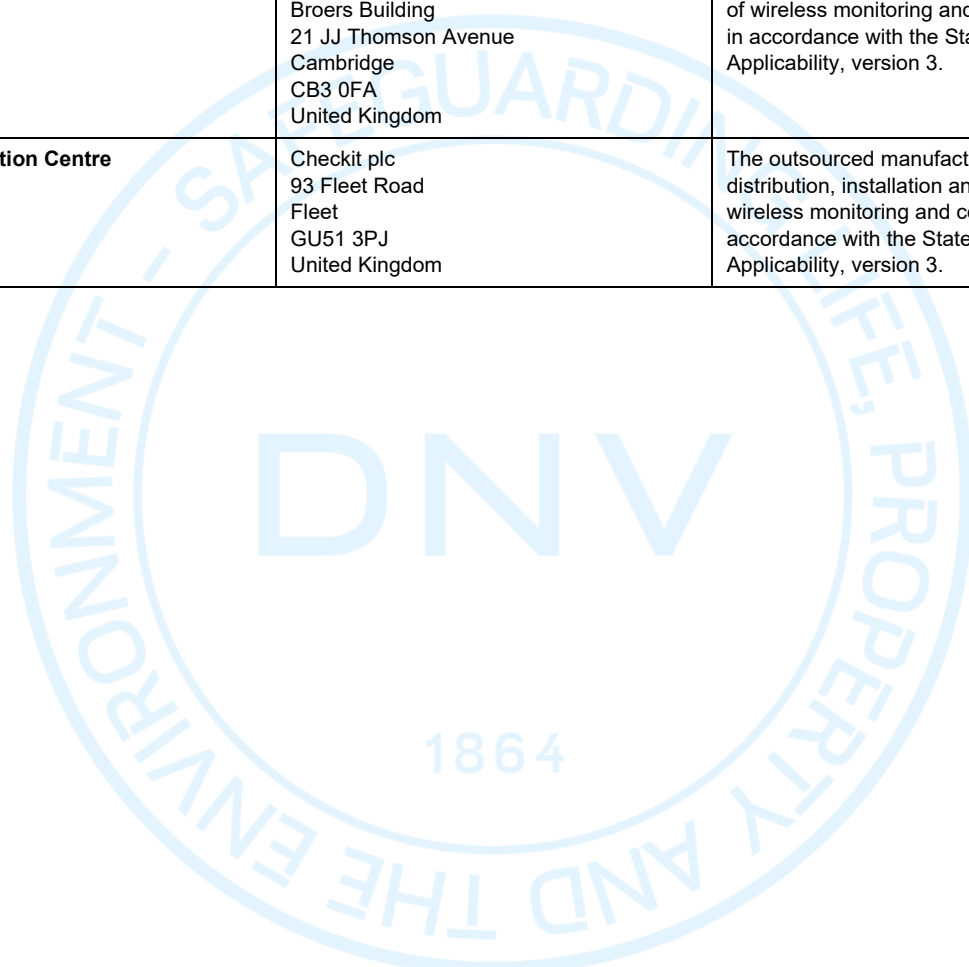 Broers Building
21 JJ Thomson Avenue
Cambridge
CB3 0FA
United Kingdom
of wireless monitoring and
in accordance with the Sta
Applicability, version 3.
tion Centre
Checkit plc
93 Fleet Road
Fleet
GU51 3PJ
United Kingdom
The outsourced manufact
distribution, installation an
wireless monitoring and co
accordance with the State
Applicability, version 3.
SAFEGUARDING LIFE, PROPERTY AND THE ENVIRONMENT -
DNV
1864